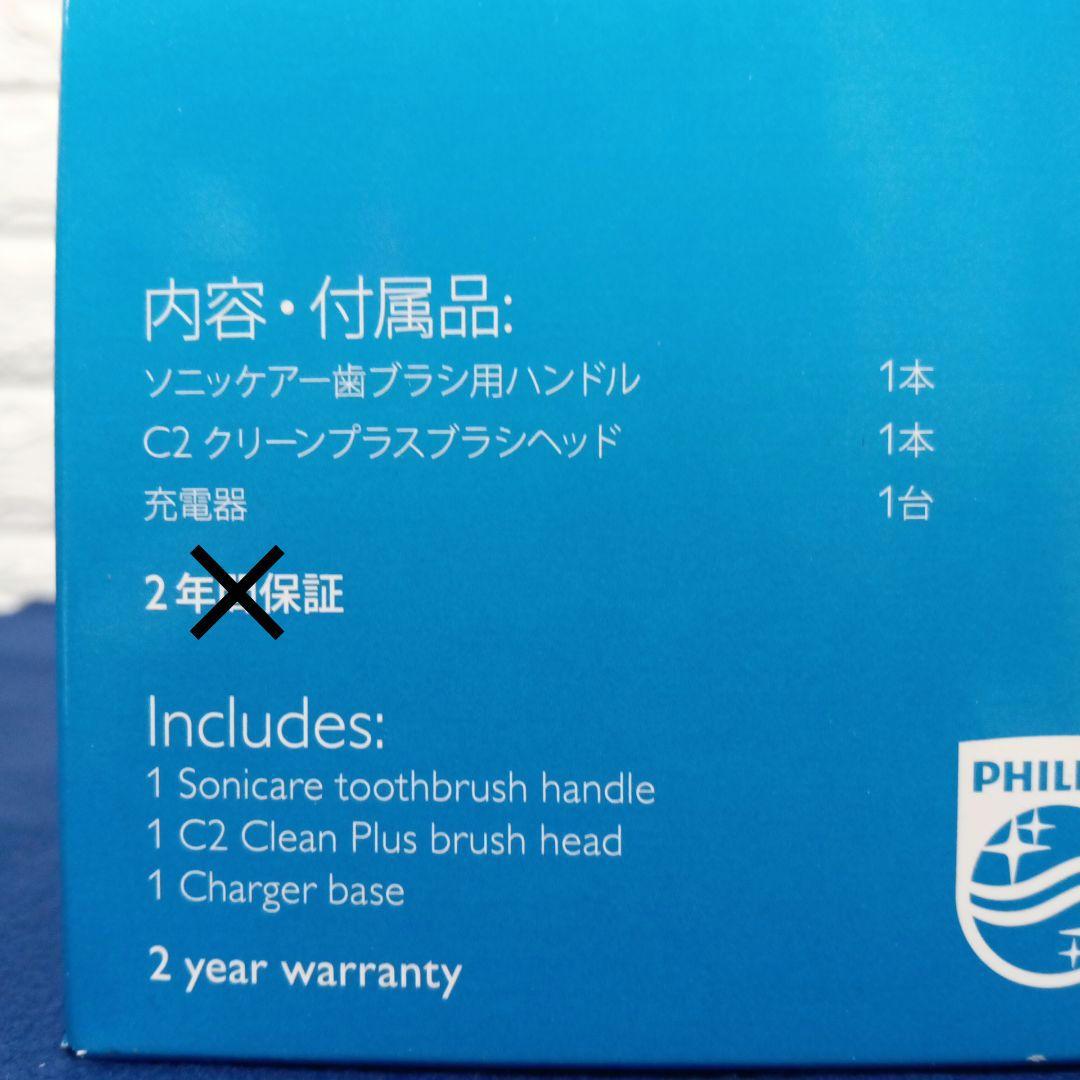 内容・付属品:
ソニッケアー歯ブラシ用ハンドル 1本
C2 クリーンプラスブラシヘッド 1本
充電器 1台
2年間保証
Includes:
1 Sonicare toothbrush handle
1 C2 Clean Plus brush head
1 Charger base
2 year warranty
PHIL